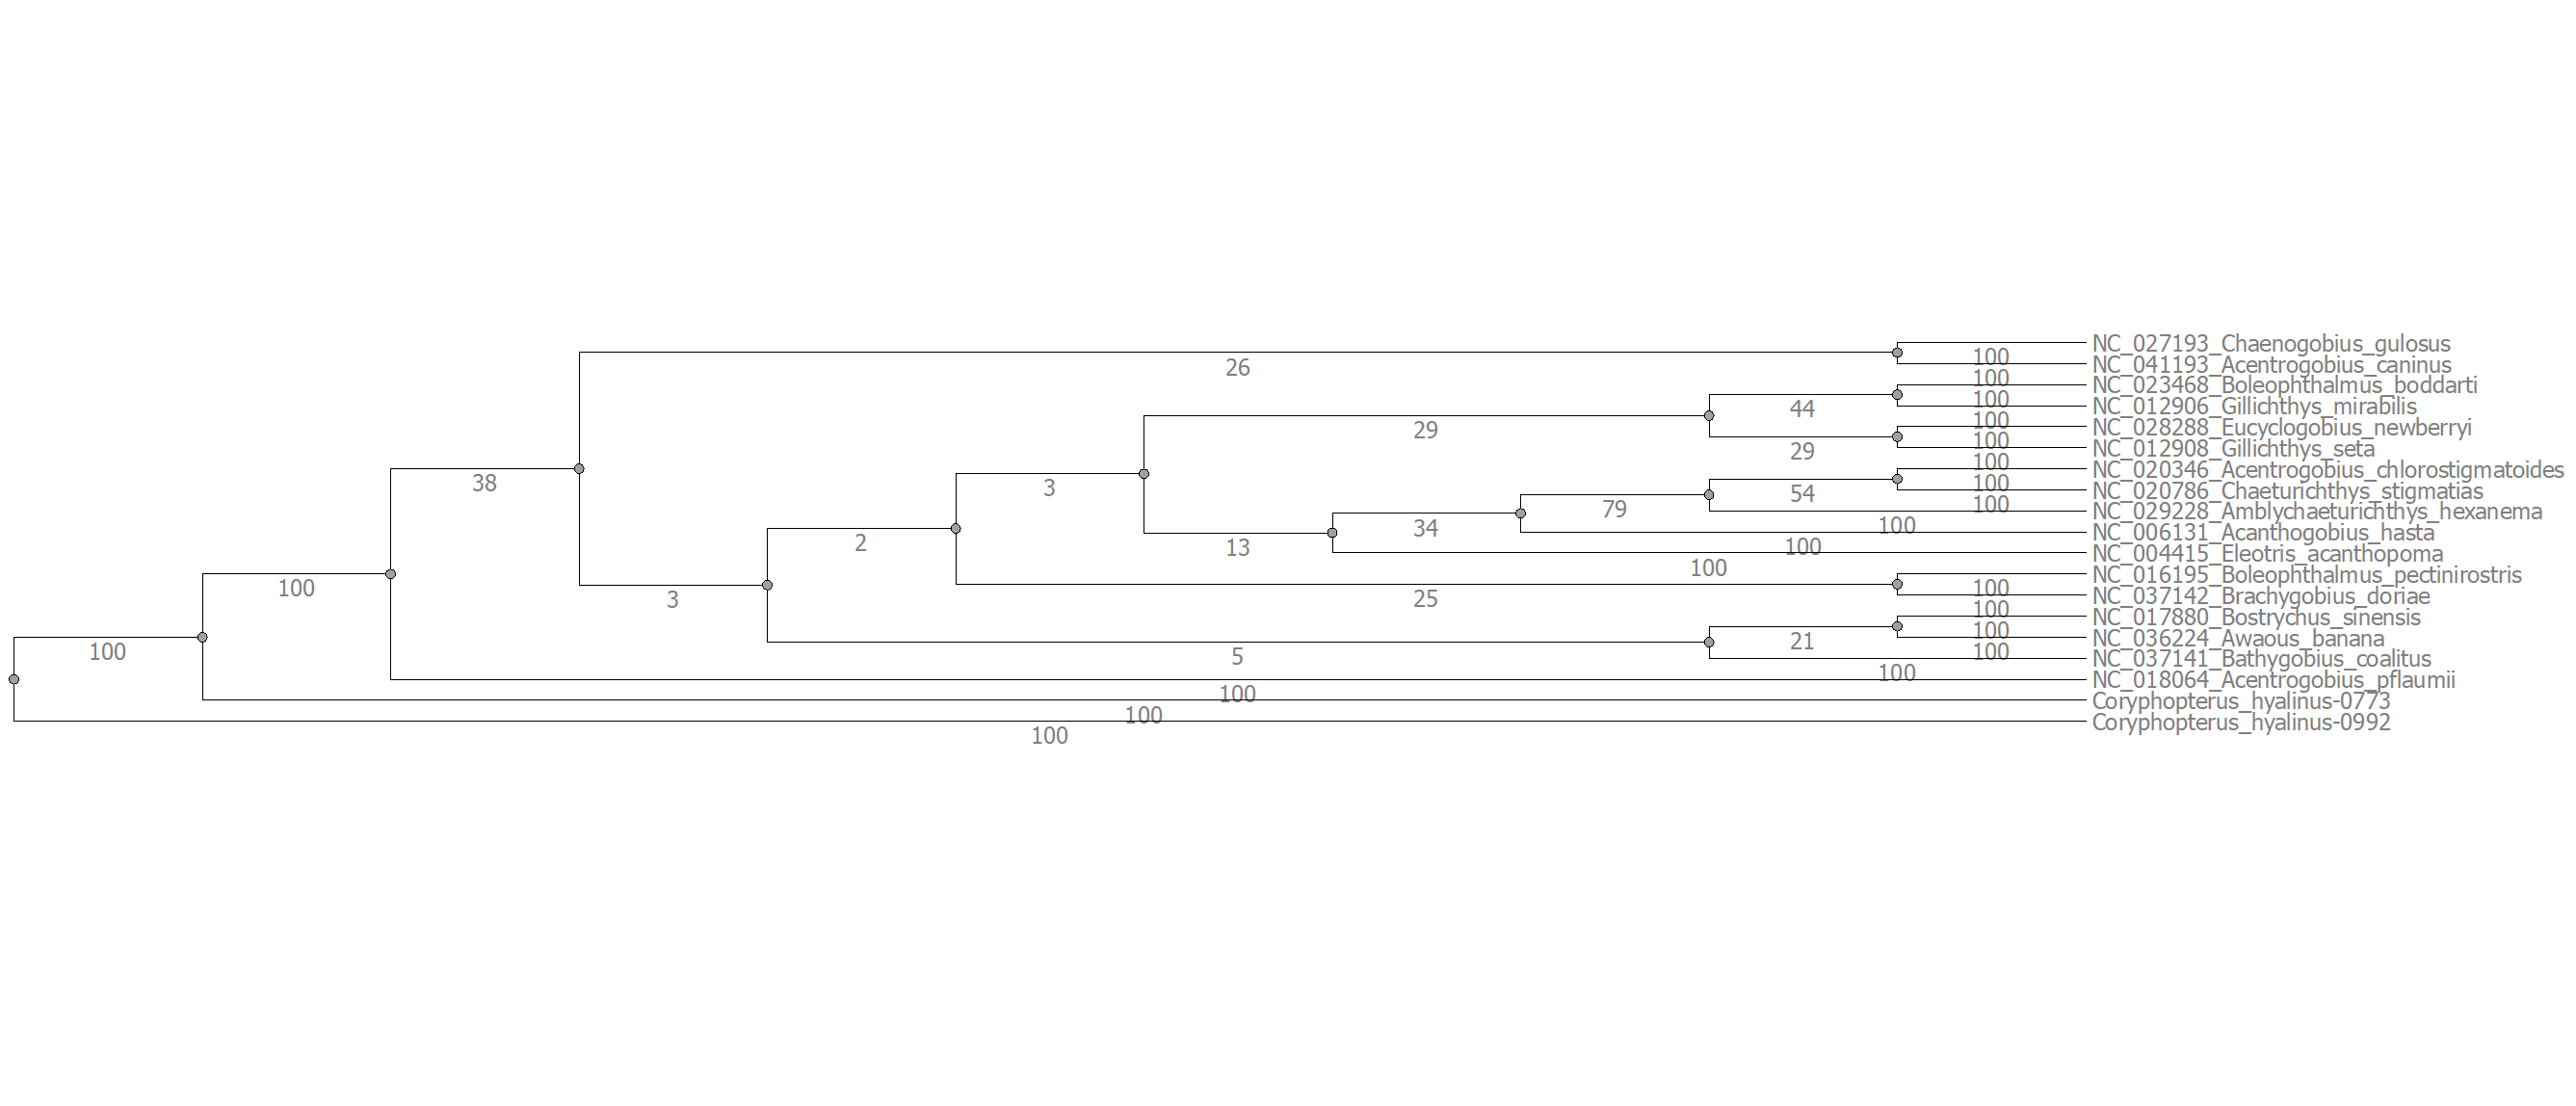 NC_027193_Chaenogobius_gulosus
26
100
NC_041193_Acentrogobius_caninus
100
NC_023468_Boleophthalmus_boddarti
44
100
NC_012906_Gillichthys_mirabilis
29
100
NC_028288_Eucyclogobius_newberryi
100
NC_012908_Gillichthys_seta
29
100
NC_020346_Acentrogobius_chlorostigmatoides
38
3
54
100
NC_020786_Chaeturichthys_stigmatias
79
100
NC_029228_Amblychaeturichthys_hexanema
34
100
NC_006131_Acanthogobius_hasta
2
13
100
NC_004415_Eleotris_acanthopoma
100
NC_016195_Boleophthalmus_pectinirostris
100
100
NC_037142_Brachygobius_doriae
3
25
100
NC_017880_Bostrychus_sinensis
21
100
NC_036224_Awaous_banana
100
5
100
NC_037141_Bathygobius_coalitus
100
NC_018064_Acentrogobius_pflaumii
100
Coryphopterus_hyalinus-0773
100
Coryphopterus_hyalinus-0992
100